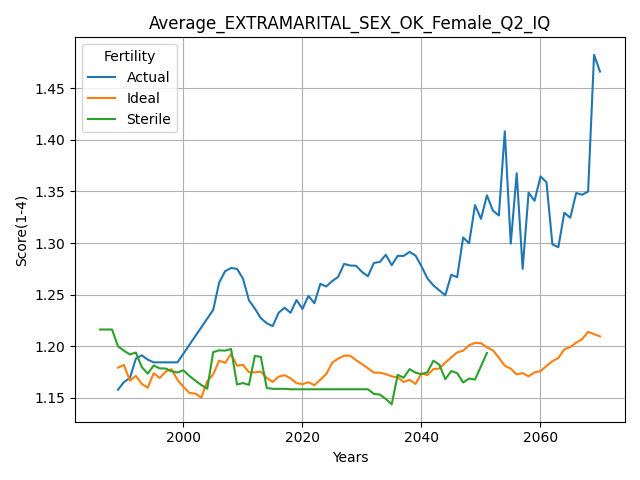 Average_EXTRAMARITAL_SEX_OK_Female_Q2_IQ
Fertility
Actual
Ideal
Sterile
Score(1-4)
1.45
1.40
1.35
1.30
1.25
1.20
1.15
2000 2020 2040 2060
Years